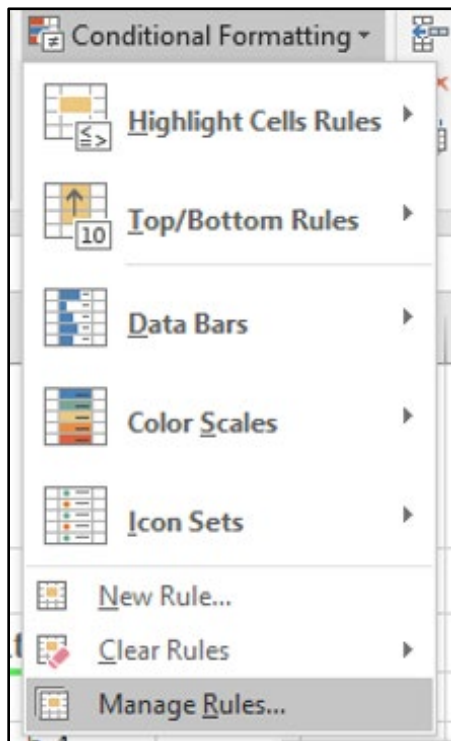 Conditional Formatting
Highlight Cells Rules
10
Top/Bottom Rules
Data Bars
Color Scales
Icon Sets
New Rule...
Clear Rules
Manage Rules...